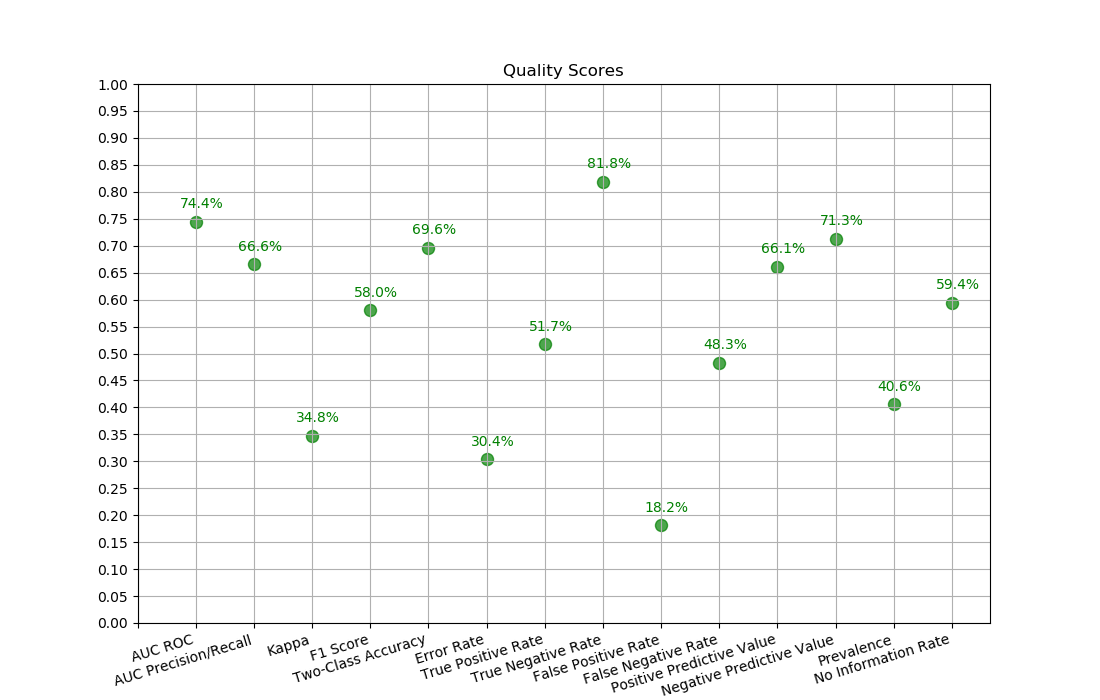 Quality Scores
1.00
0.95
0.90
0.85
0.80
0.75
0.70
0.65
0.60
0.55
0.50
0.45
0.40
0.35
0.30
0.25
0.20
0.15
0.10
0.05
0.00
74.4%
66.6%
34.8%
58.0%
69.6%
30.4%
51.7%
81.8%
18.2%
48.3%
66.1%
71.3%
40.6%
59.4%
AUC ROC
AUC Precision/Recall
Kappa
F1 Score
Two-Class Accuracy
Error Rate
True Positive Rate
True Negative Rate
False Positive Rate
False Negative Rate
Positive Predictive Value
Negative Predictive Value
Prevalence
No Information Rate